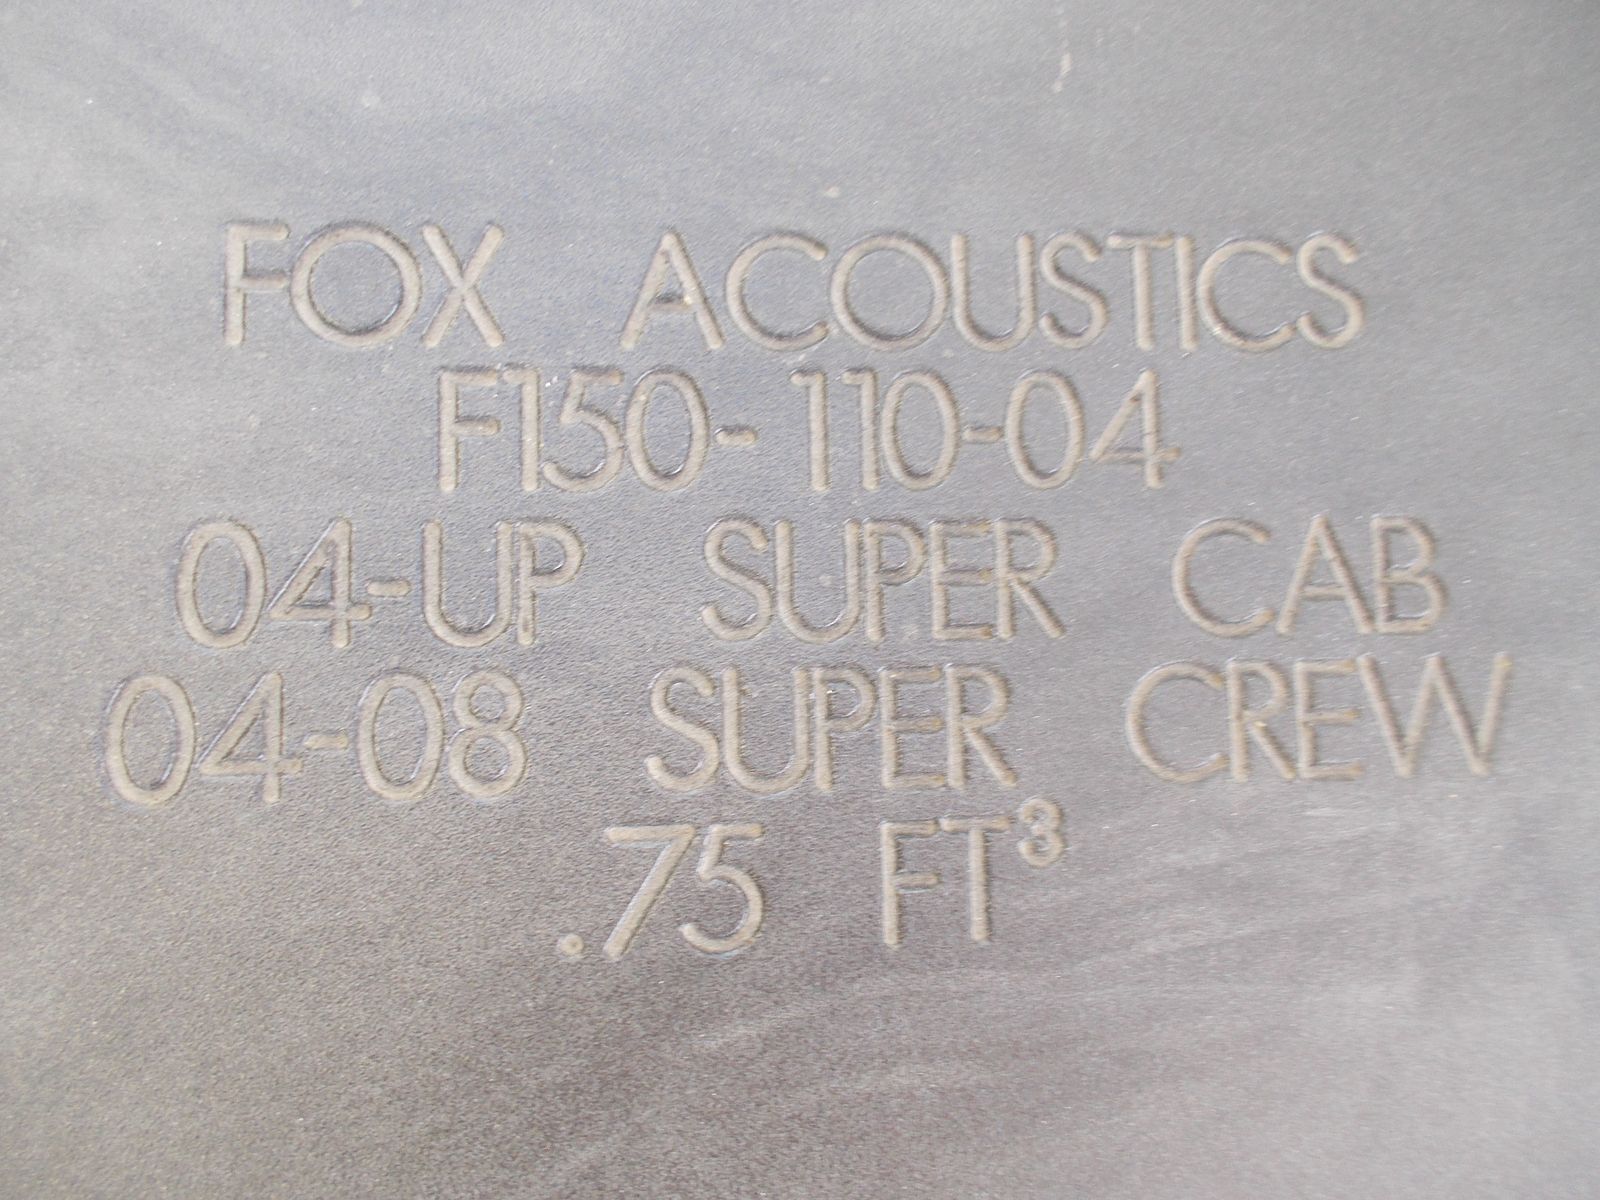 FOX ACOUSTICS
F150-110-04
04-UP SUPER CAB
04-08 SUPER CREW
.75 FT³